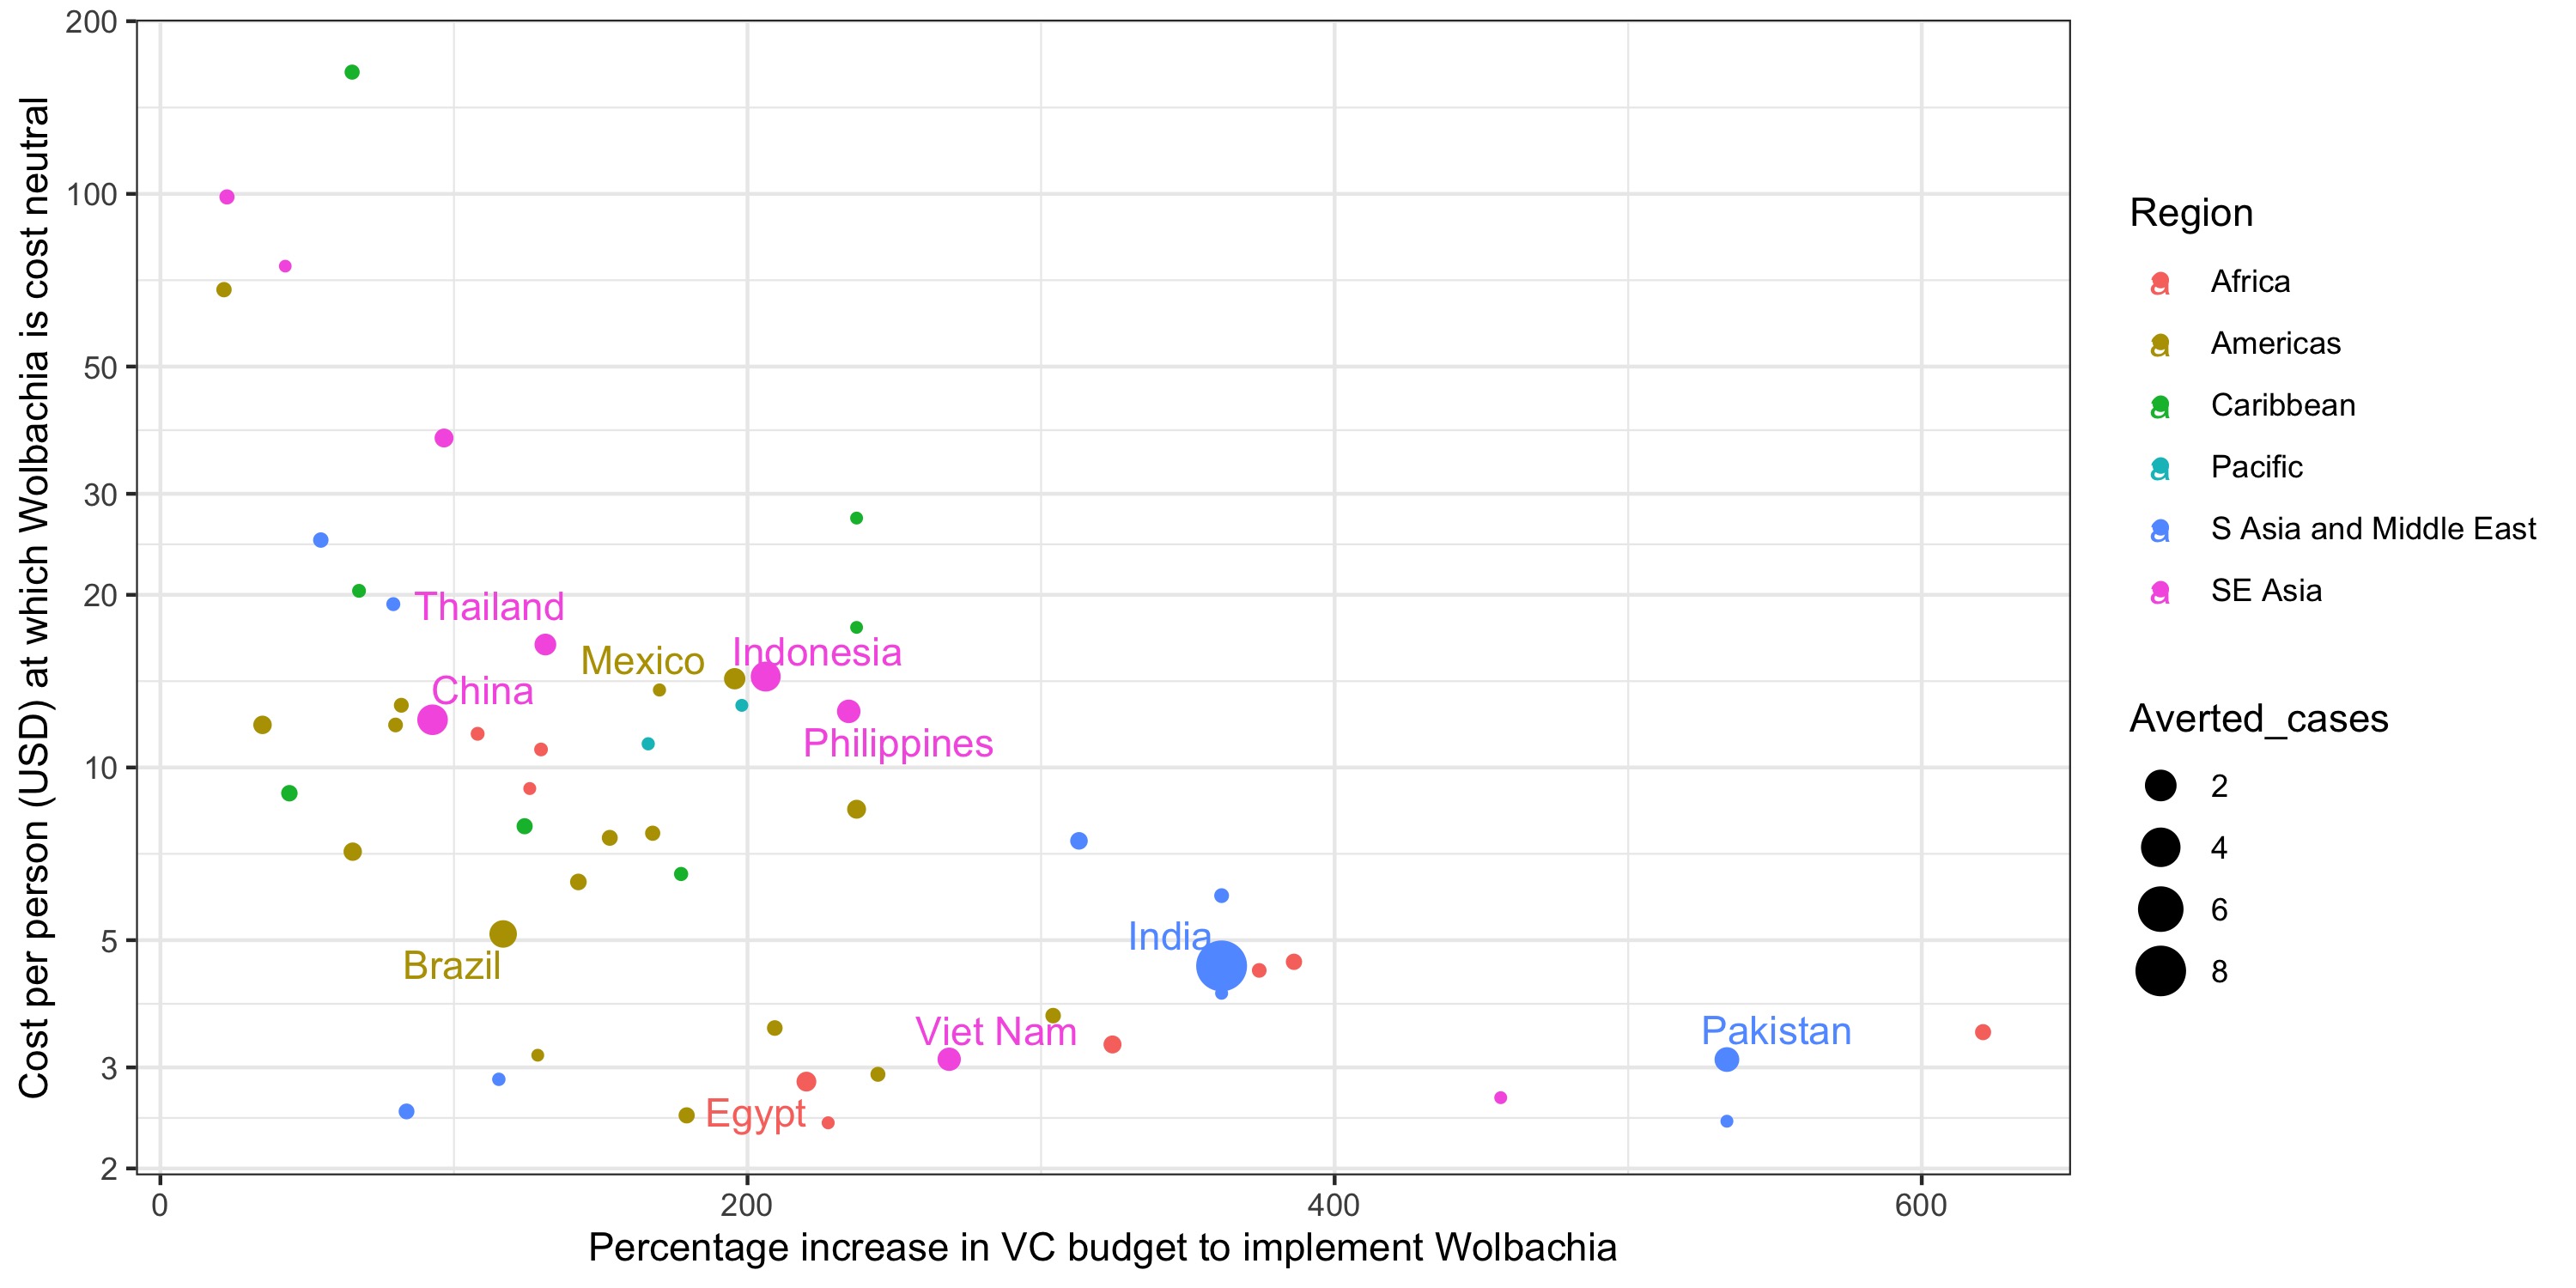 200
100
50
30
20
10
5
3
2
Cost per person (USD) at which Wolbachia is cost neutral
Thailand
Mexico
Indonesia
China
Philippines
India
Brazil
Viet Nam
Pakistan
Egypt
0 200 400 600
Percentage increase in VC budget to implement Wolbachia
Region
a Africa
a Americas
a Caribbean
a Pacific
a S Asia and Middle East
a SE Asia
Averted_cases
2
4
6
8